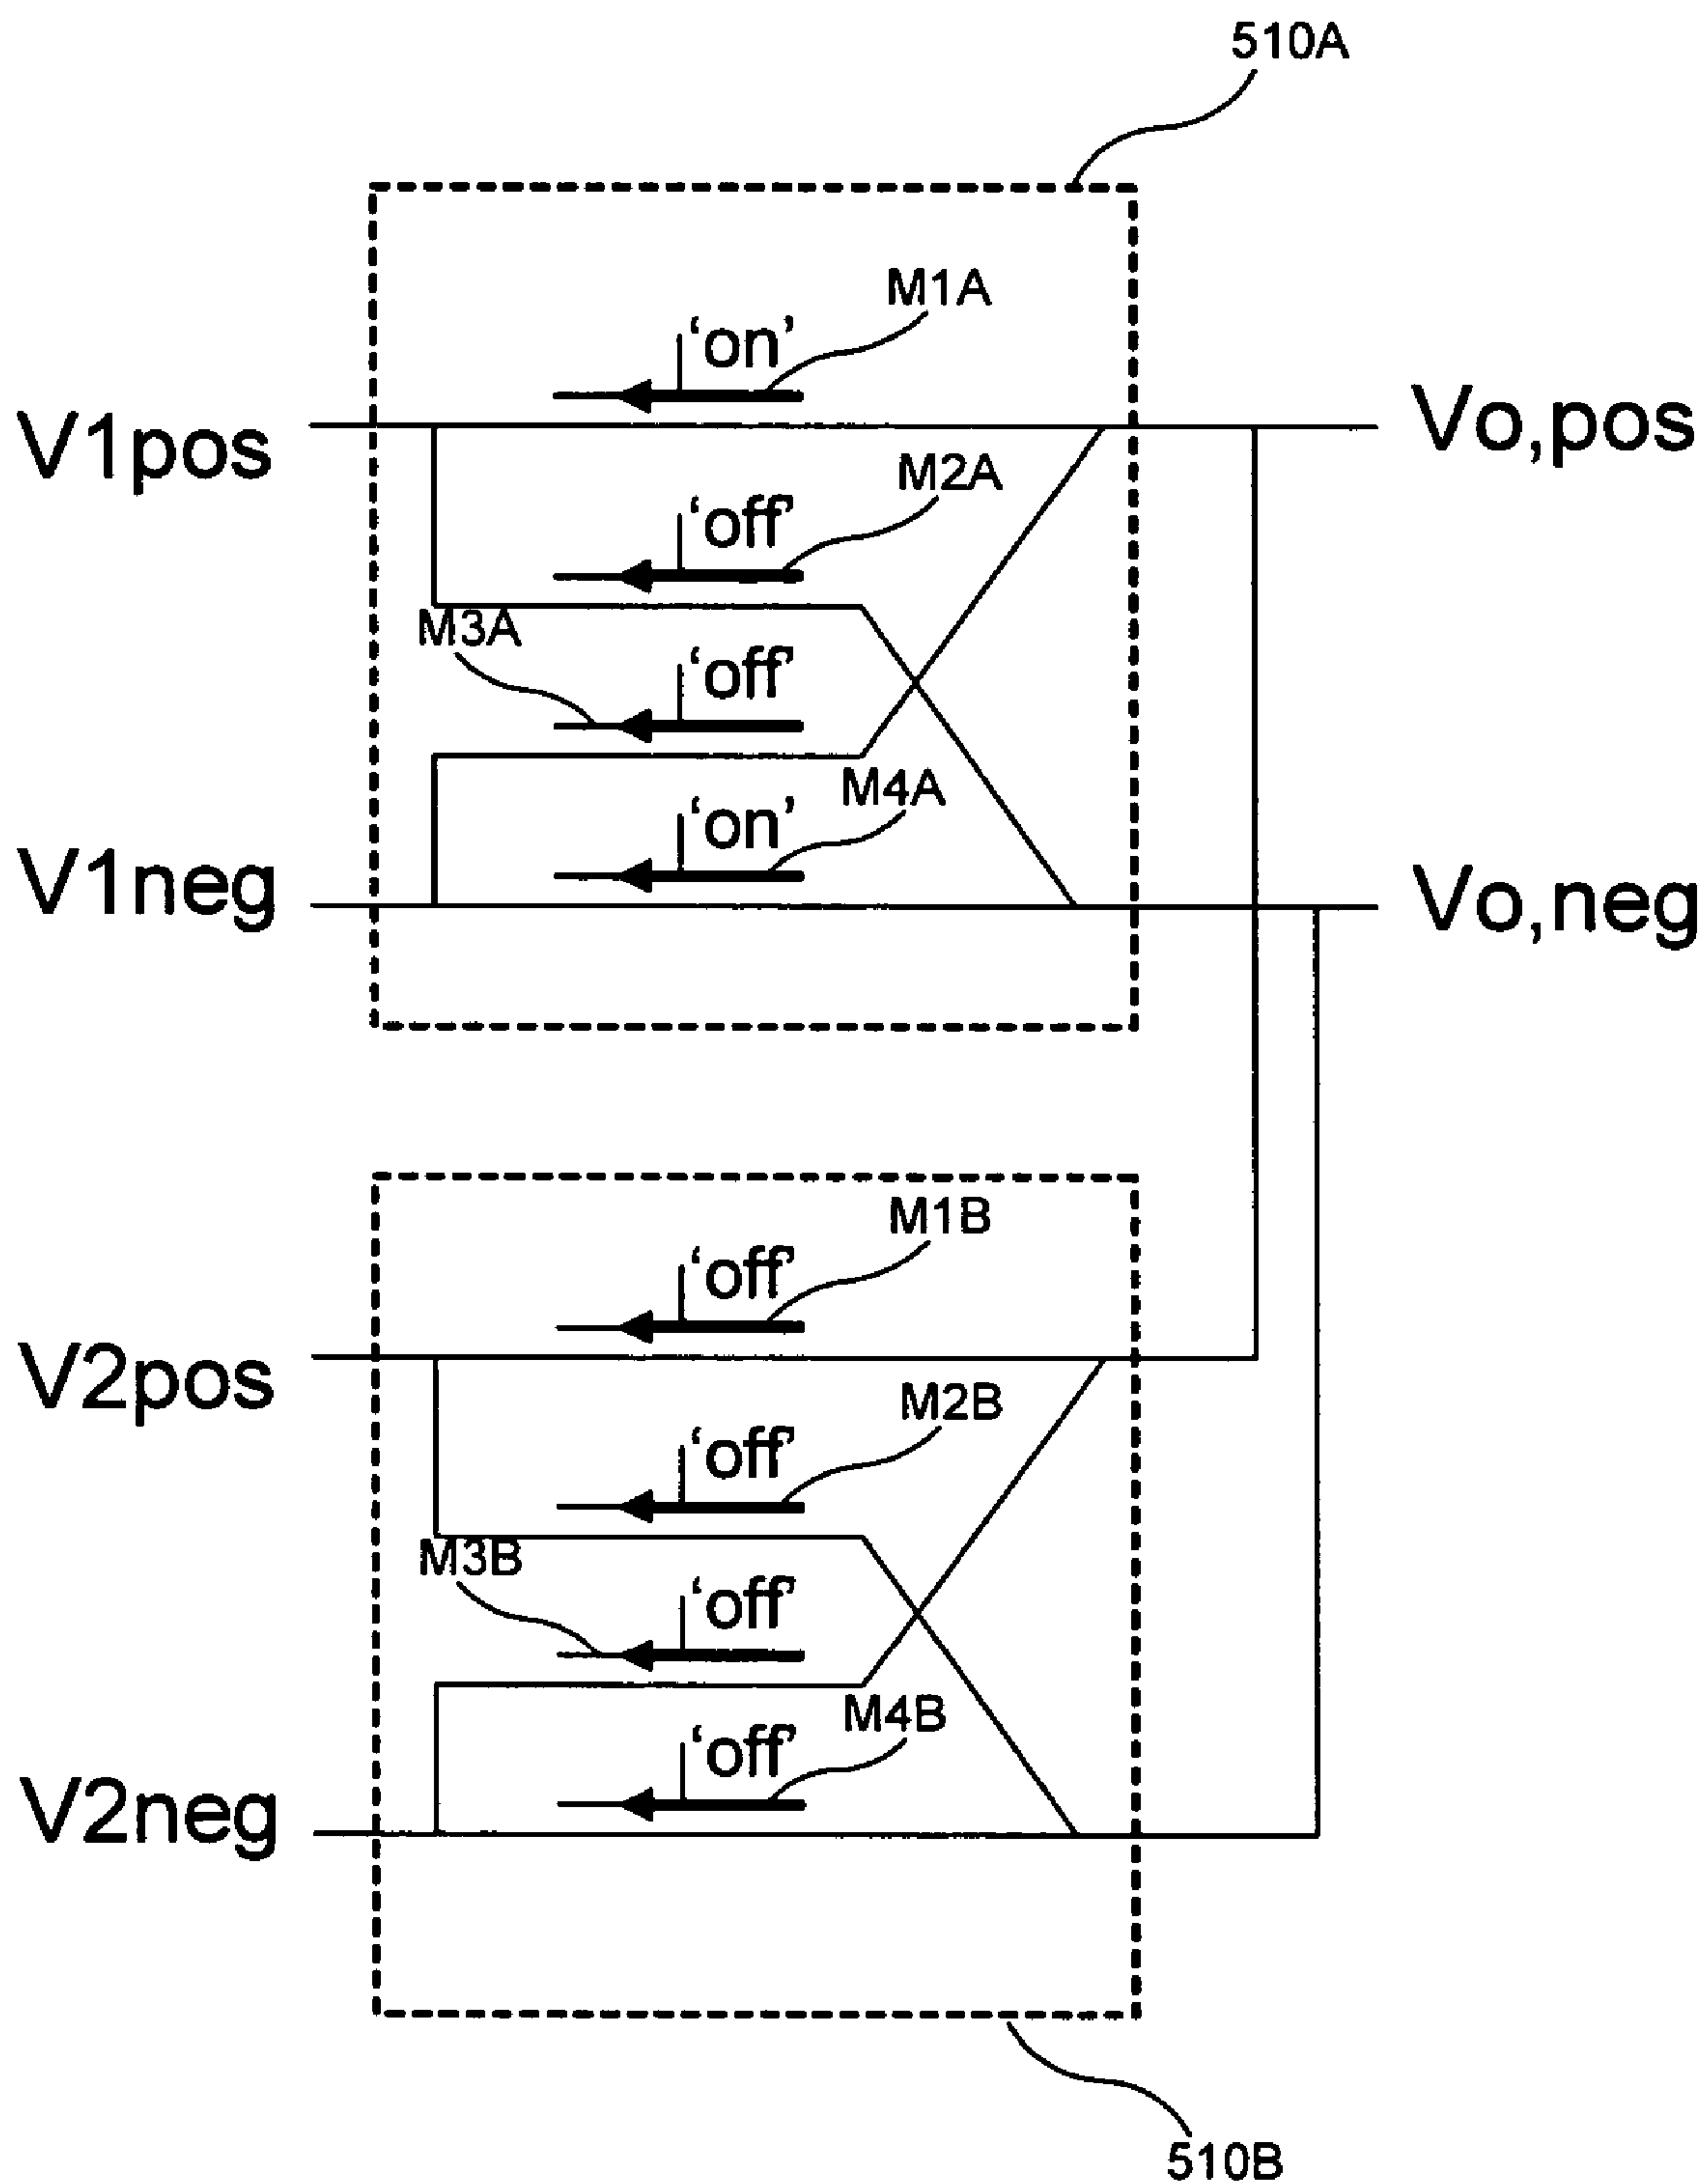 510A
M1A
‘on’
V1pos
Vo,pos
M2A
‘off’
M3A
‘off’
M4A
‘on’
V1neg
Vo,neg
M1B
‘off’
V2pos
M2B
‘off’
M3B
‘off’
M4B
‘off’
V2neg
510B